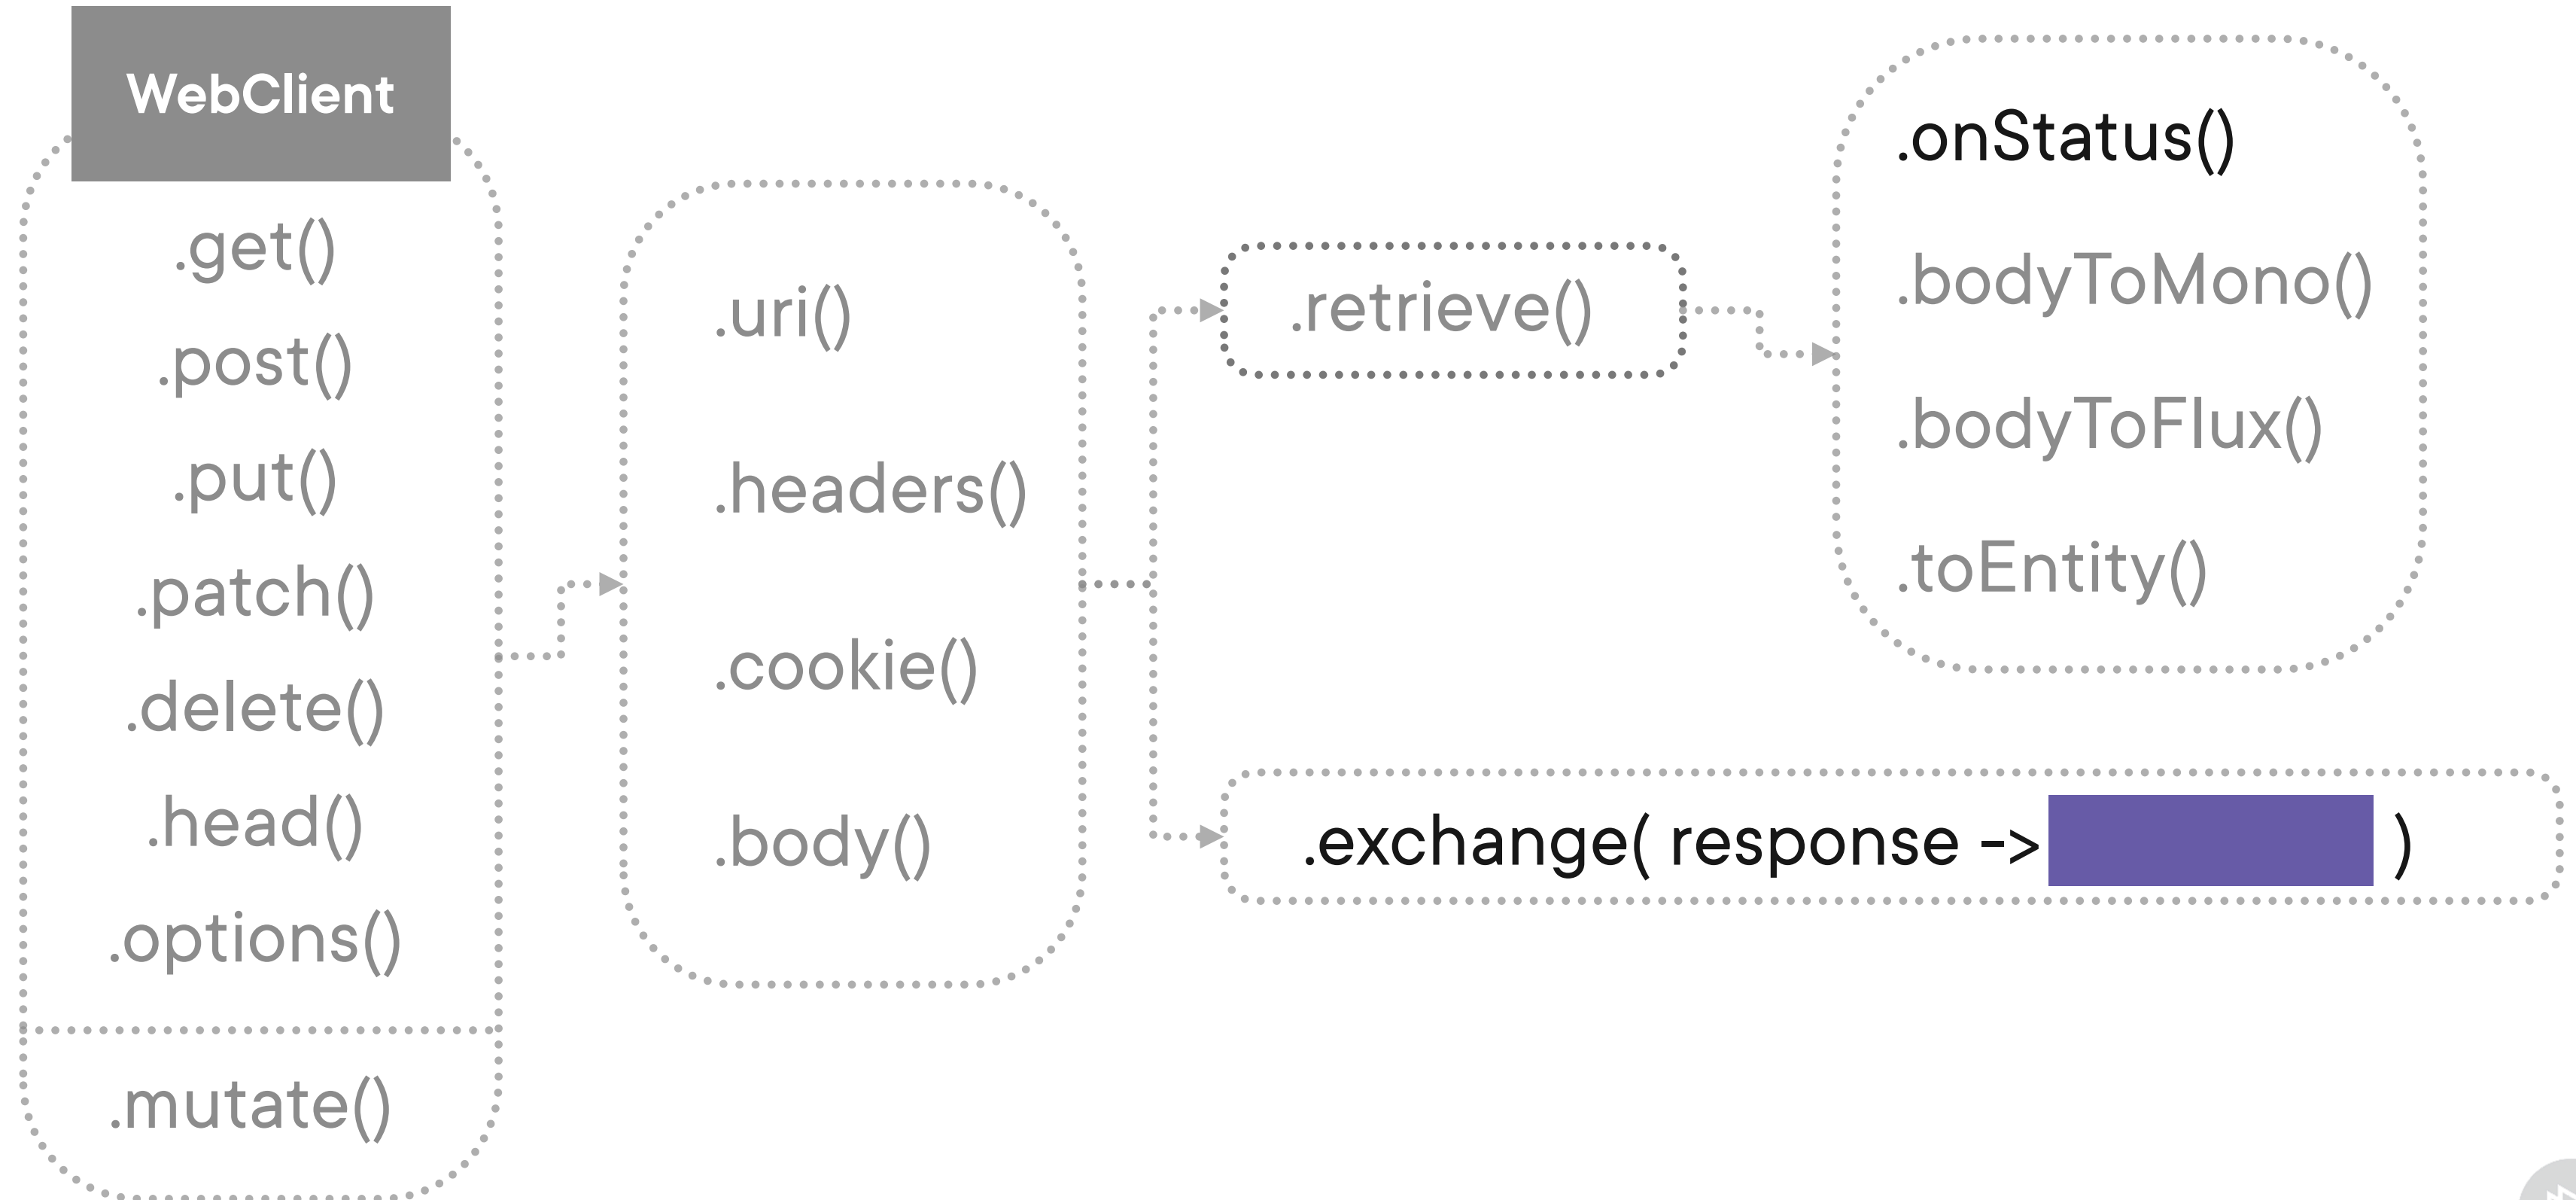 WebClient
.get()
.post()
.put()
.patch()
.delete()
.head()
.options()
.mutate()
.uri()
.headers()
.cookie()
.body()
.retrieve()
.onStatus()
.bodyToMono()
.bodyToFlux()
.toEntity()
.exchange( response -> )